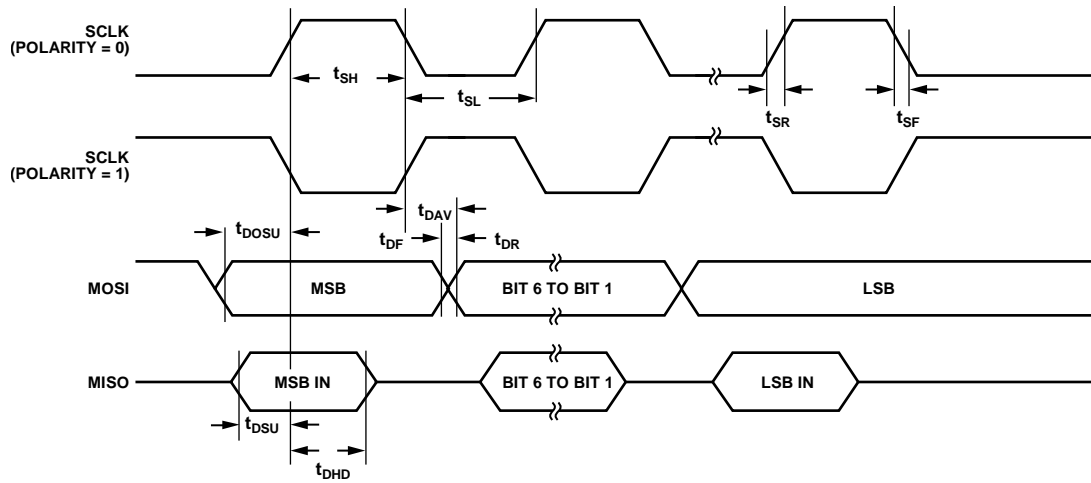 SCLK
(POLARITY = 0)
tSH
tSL
tSR
tSF
SCLK
(POLARITY = 1)
tDAV
tDOSU
tDF
tDR
MOSI
MSB
BIT 6 TO BIT 1
LSB
MISO
MSB IN
BIT 6 TO BIT 1
LSB IN
tDSU
tDHD